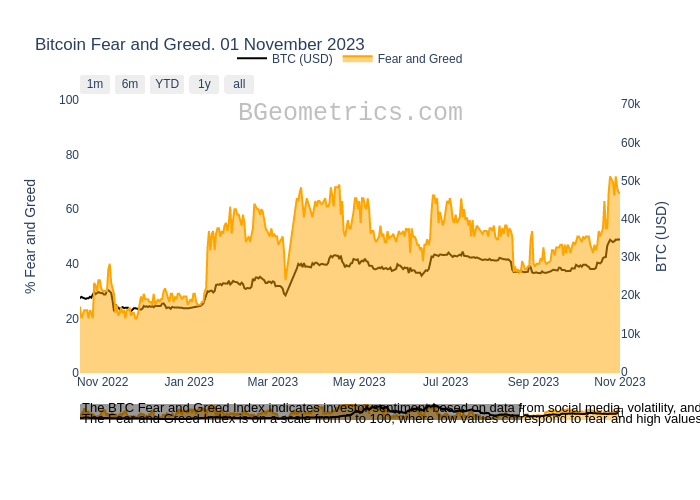 Bitcoin Fear and Greed. 01 November 2023
BTC (USD) Fear and Greed
1m 6m YTD 1y all
BGeometrics.com
100
80
60
40
20
0
% Fear and Greed
70k
60k
50k
40k
30k
20k
10k
0
BTC (USD)
Nov 2022 Jan 2023 Mar 2023 May 2023 Jul 2023 Sep 2023 Nov 2023
The BTC Fear and Greed Index indicates investor sentiment based on data from social media, volatility, and
The Fear and Greed Index is on a scale from 0 to 100, where low values correspond to fear and high values